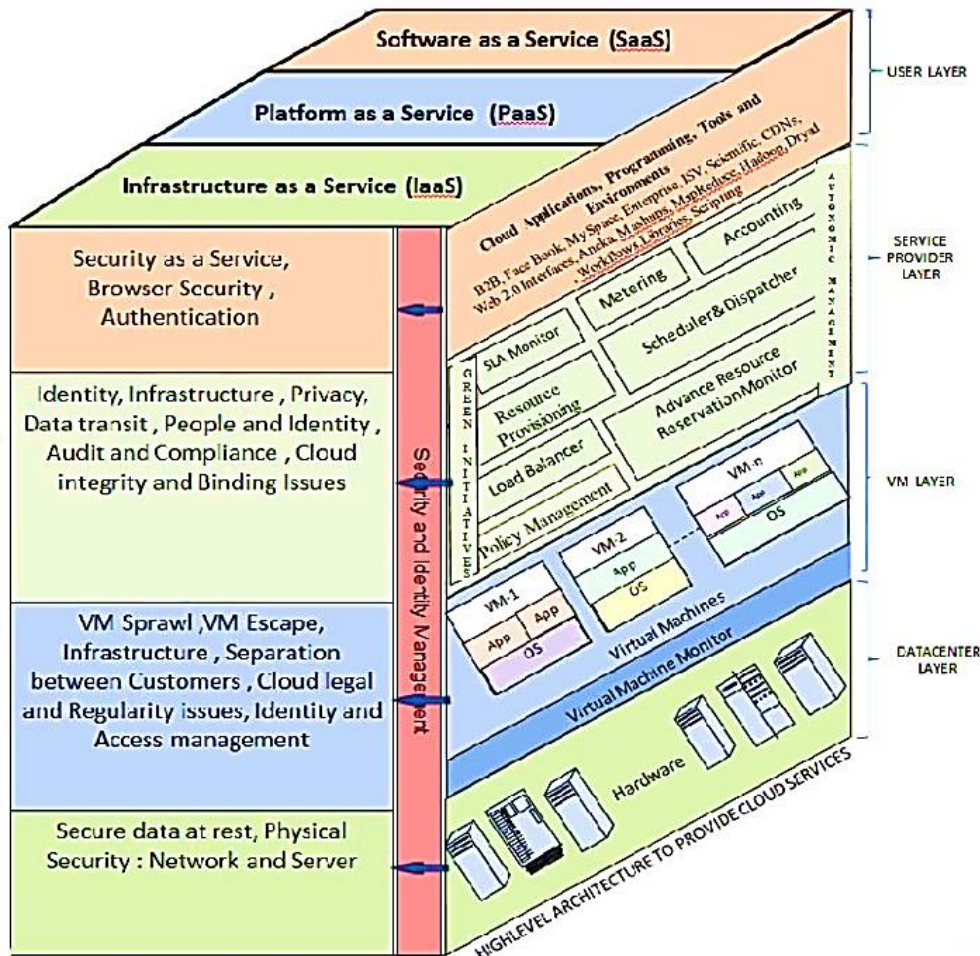 Software as a Service (SaaS)
Platform as a Service (PaaS)
Infrastructure as a Service (IaaS)
USER LAYER
SERVICE
PROVIDER
LAYER
VM LAYER
DATACENTER
LAYER
Security as a Service,
Browser Security ,
Authentication
Identity, Infrastructure , Privacy,
Data transit , People and Identity ,
Audit and Compliance , Cloud
integrity and Binding Issues
VM Sprawl ,VM Escape,
Infrastructure , Separation
between Customers , Cloud legal
and Regularity issues, Identity and
Access management
Secure data at rest, Physical
Security : Network and Server
Security and Identity Management
Cloud Applications, Programming, Tools and
Environments
B2B, Face Book, My Space, Enterprise, ISV, Scientific, CDNs,
Web 2.0 Interfaces, Aneka, Mashups, MapReduce, Hadoop, Dryad
, Workflows, Libraries, Scripting
AUTONOMIC MANAGEMENT
GREEN INITIATIVES
SLA Monitor
Metering
Accounting
Resource
Provisioning
Scheduler&Dispatcher
Load Balancer
Advance Resource
ReservationMonitor
Policy Management
VM-1
App
App
OS
VM-2
App
OS
VM-n
App
App
App
OS
Virtual Machines
Virtual Machine Monitor
Hardware
HIGHLEVEL ARCHITECTURE TO PROVIDE CLOUD SERVICES